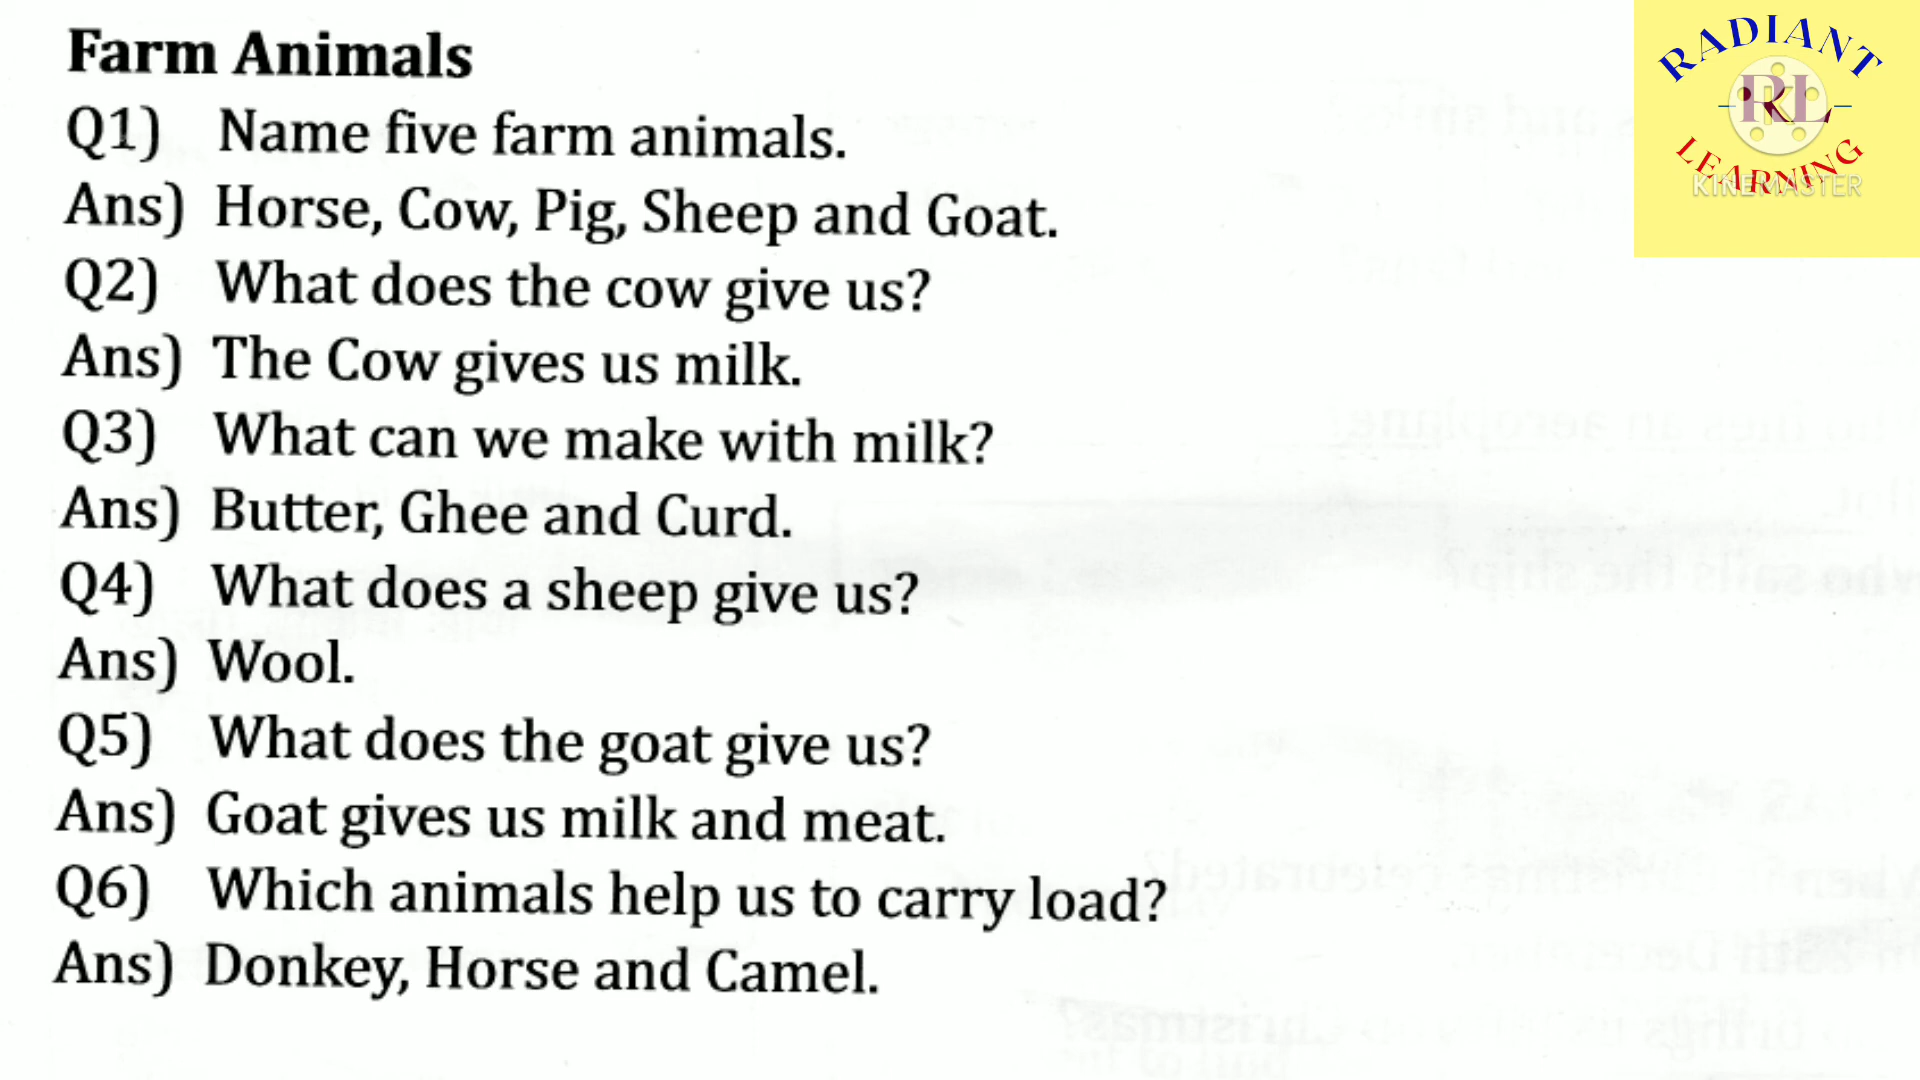 Farm Animals
Q1) Name five farm animals.
Ans) Horse, Cow, Pig, Sheep and Goat.
Q2) What does the cow give us?
Ans) The Cow gives us milk.
Q3) What can we make with milk?
Ans) Butter, Ghee and Curd.
Q4) What does a sheep give us?
Ans) Wool.
Q5) What does the goat give us?
Ans) Goat gives us milk and meat.
Q6) Which animals help us to carry load?
Ans) Donkey, Horse and Camel.
RADIANT
RL
LEARNING
KINEMASTER